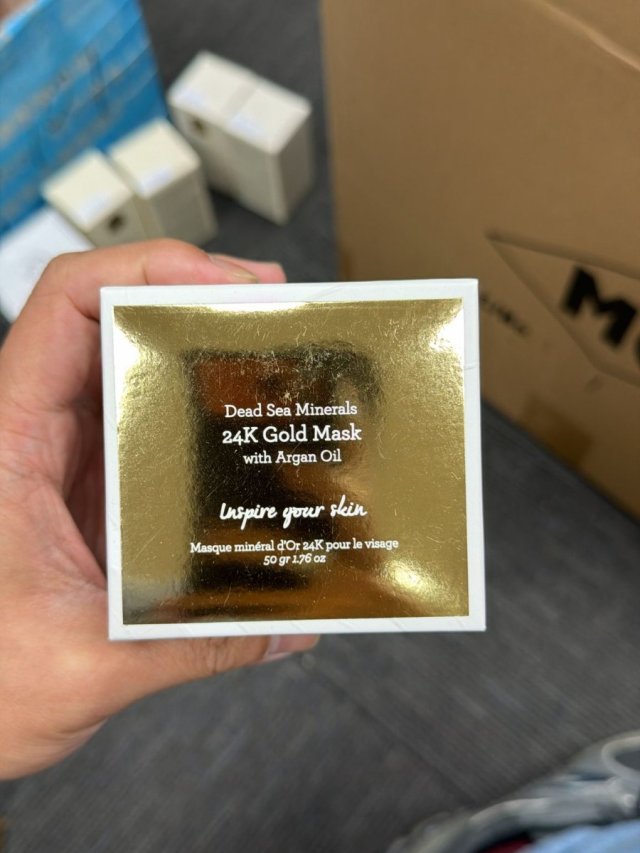 Dead Sea Minerals
24K Gold Mask
with Argan Oil
Inspire your skin
Masque minéral d'Or 24K pour le visage
50 gr 1.76 oz